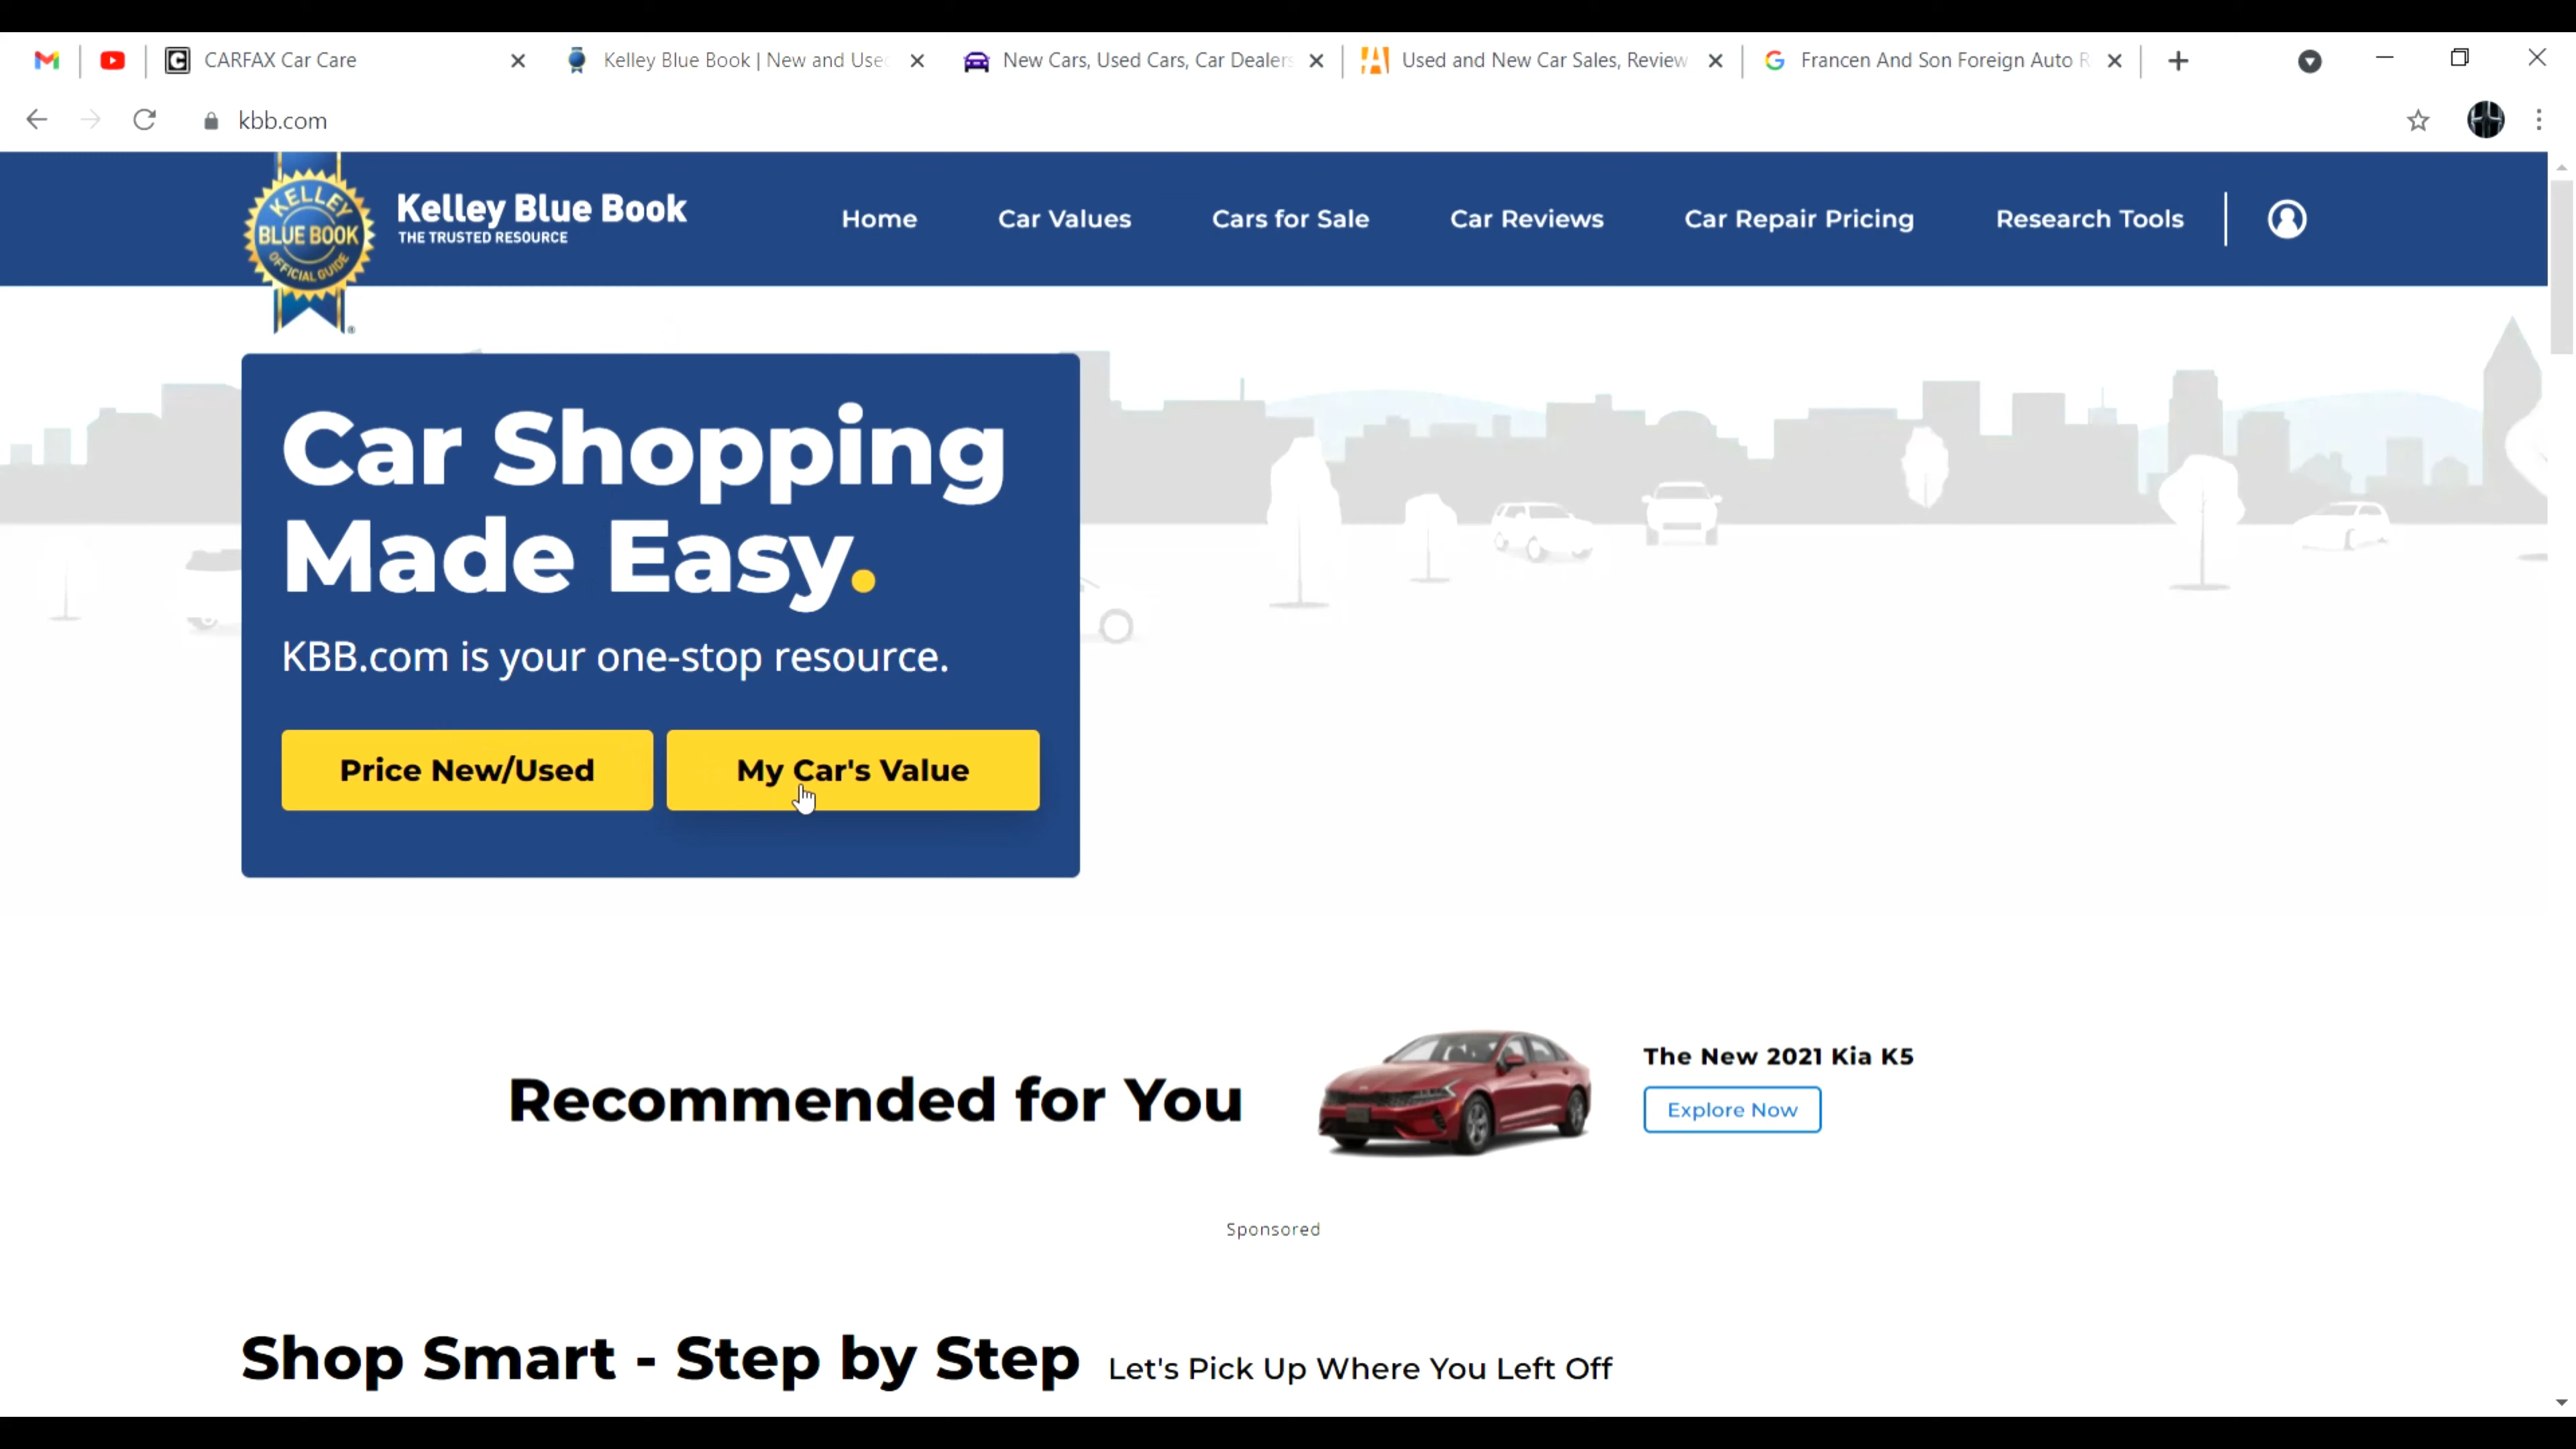 CARFAX Car Care
Kelley Blue Book | New and Used
New Cars, Used Cars, Car Dealers
Used and New Car Sales, Review
Francen And Son Foreign Auto R
kbb.com
KELLEY
BLUE BOOK
OFFICIAL GUIDE
Kelley Blue Book
THE TRUSTED RESOURCE
Home
Car Values
Cars for Sale
Car Reviews
Car Repair Pricing
Research Tools
Car Shopping
Made Easy.
KBB.com is your one-stop resource.
Price New/Used
My Car's Value
Recommended for You
The New 2021 Kia K5
Explore Now
Sponsored
Shop Smart - Step by Step
Let's Pick Up Where You Left Off